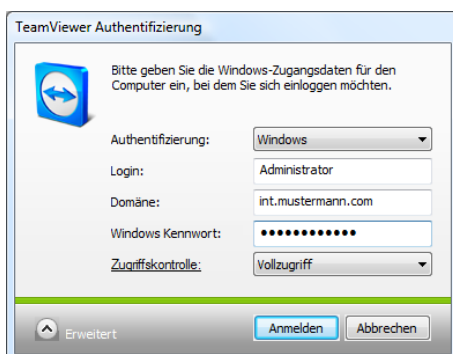 TeamViewer Authentifizierung
Bitte geben Sie die Windows-Zugangsdaten für den
Computer ein, bei dem Sie sich einloggen möchten.
Authentifizierung: Windows
Login: Administrator
Domäne: int.mustermann.com
Windows Kennwort: ••••••••••••
Zugriffskontrolle: Vollzugriff
Erweitert Anmelden Abbrechen